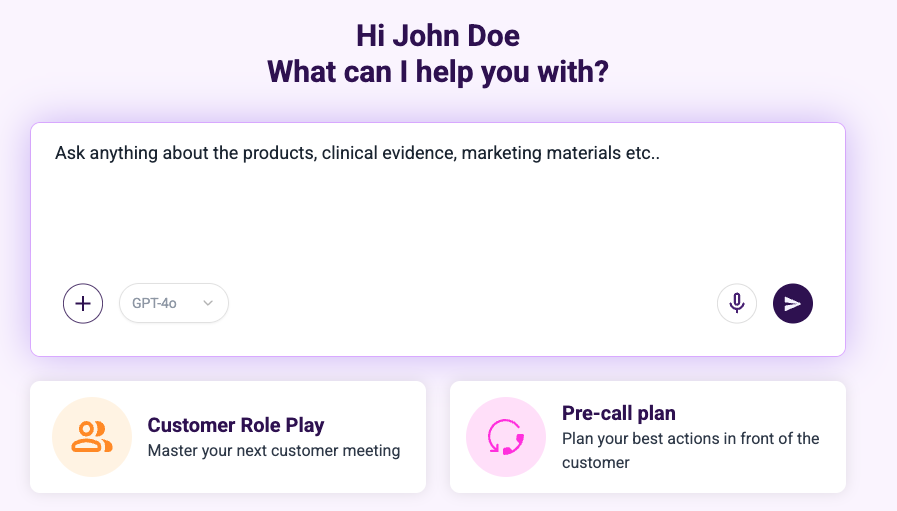 Hi John Doe
What can I help you with?
Ask anything about the products, clinical evidence, marketing materials etc..
GPT-4o
Customer Role Play
Master your next customer meeting
Pre-call plan
Plan your best actions in front of the
customer